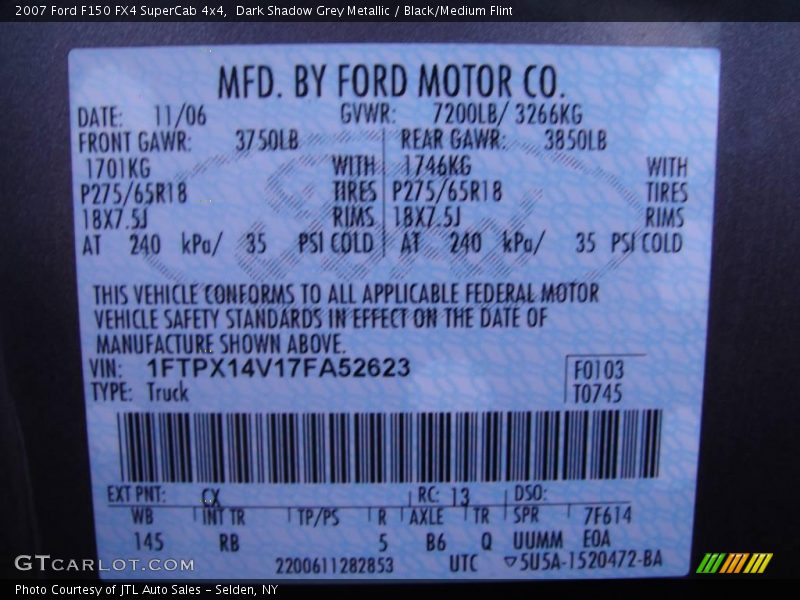 2007 Ford F150 FX4 SuperCab 4x4,  Dark Shadow Grey Metallic / Black/Medium Flint
MFD. BY FORD MOTOR CO.
DATE: 11/06 GVWR: 7200LB/ 3266KG
FRONT GAWR: 3750LB REAR GAWR: 3850LB
1701KG WITH 1746KG WITH
P275/65R18 TIRES P275/65R18 TIRES
18X7.5J RIMS 18X7.5J RIMS
AT 240 kPa/ 35 PSI COLD AT 240 kPa/ 35 PSI COLD
THIS VEHICLE CONFORMS TO ALL APPLICABLE FEDERAL MOTOR
VEHICLE SAFETY STANDARDS IN EFFECT ON THE DATE OF
MANUFACTURE SHOWN ABOVE.
VIN: 1FTPX14V17FA52623 F0103
TYPE: Truck T0745
EXT PNT: CX RC: 13 DSO:
WB INT TR TP/PS R AXLE TR SPR 7F614
145 RB 5 B6 Q UUMM E0A
2200611282853 UTC ▽5U5A-1520472-BA
GTCARLOT.COM
Photo Courtesy of JTL Auto Sales - Selden, NY